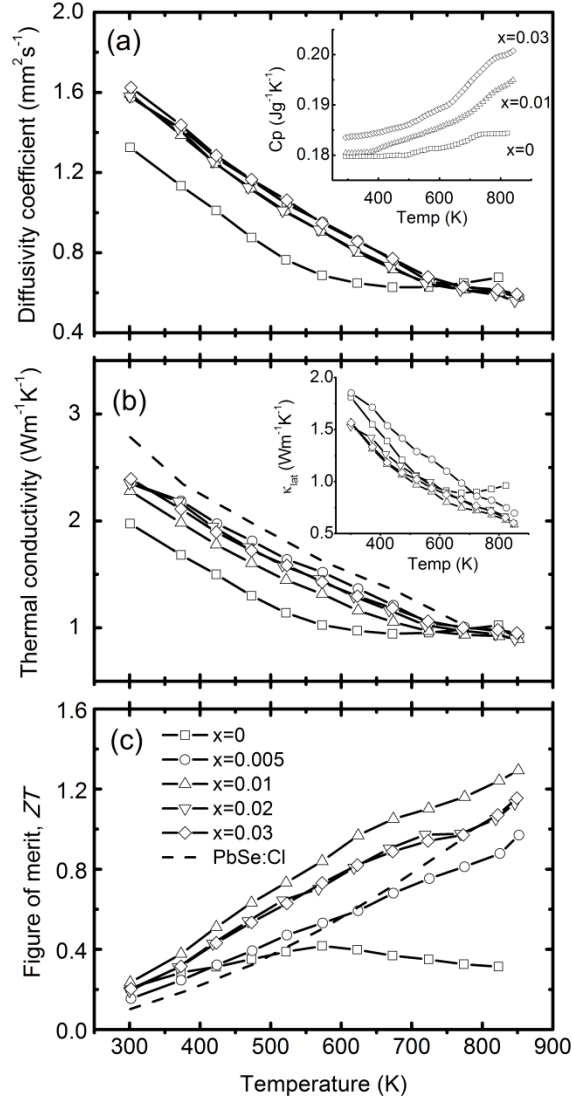 (a)
Diffusivity coefficient (mm²s⁻¹)
2.0
1.6
1.2
0.8
0.4
Cp (Jg⁻¹K⁻¹)
0.20
0.19
0.18
x=0.03
x=0.01
x=0
400 600 800
Temp (K)
(b)
Thermal conductivity (Wm⁻¹K⁻¹)
3
2
1
κlat (Wm⁻¹K⁻¹)
2.0
1.5
1.0
0.5
400 600 800
Temp (K)
(c)
Figure of merit, ZT
1.6
1.2
0.8
0.4
0.0
x=0
x=0.005
x=0.01
x=0.02
x=0.03
PbSe:Cl
300 400 500 600 700 800 900
Temperature (K)